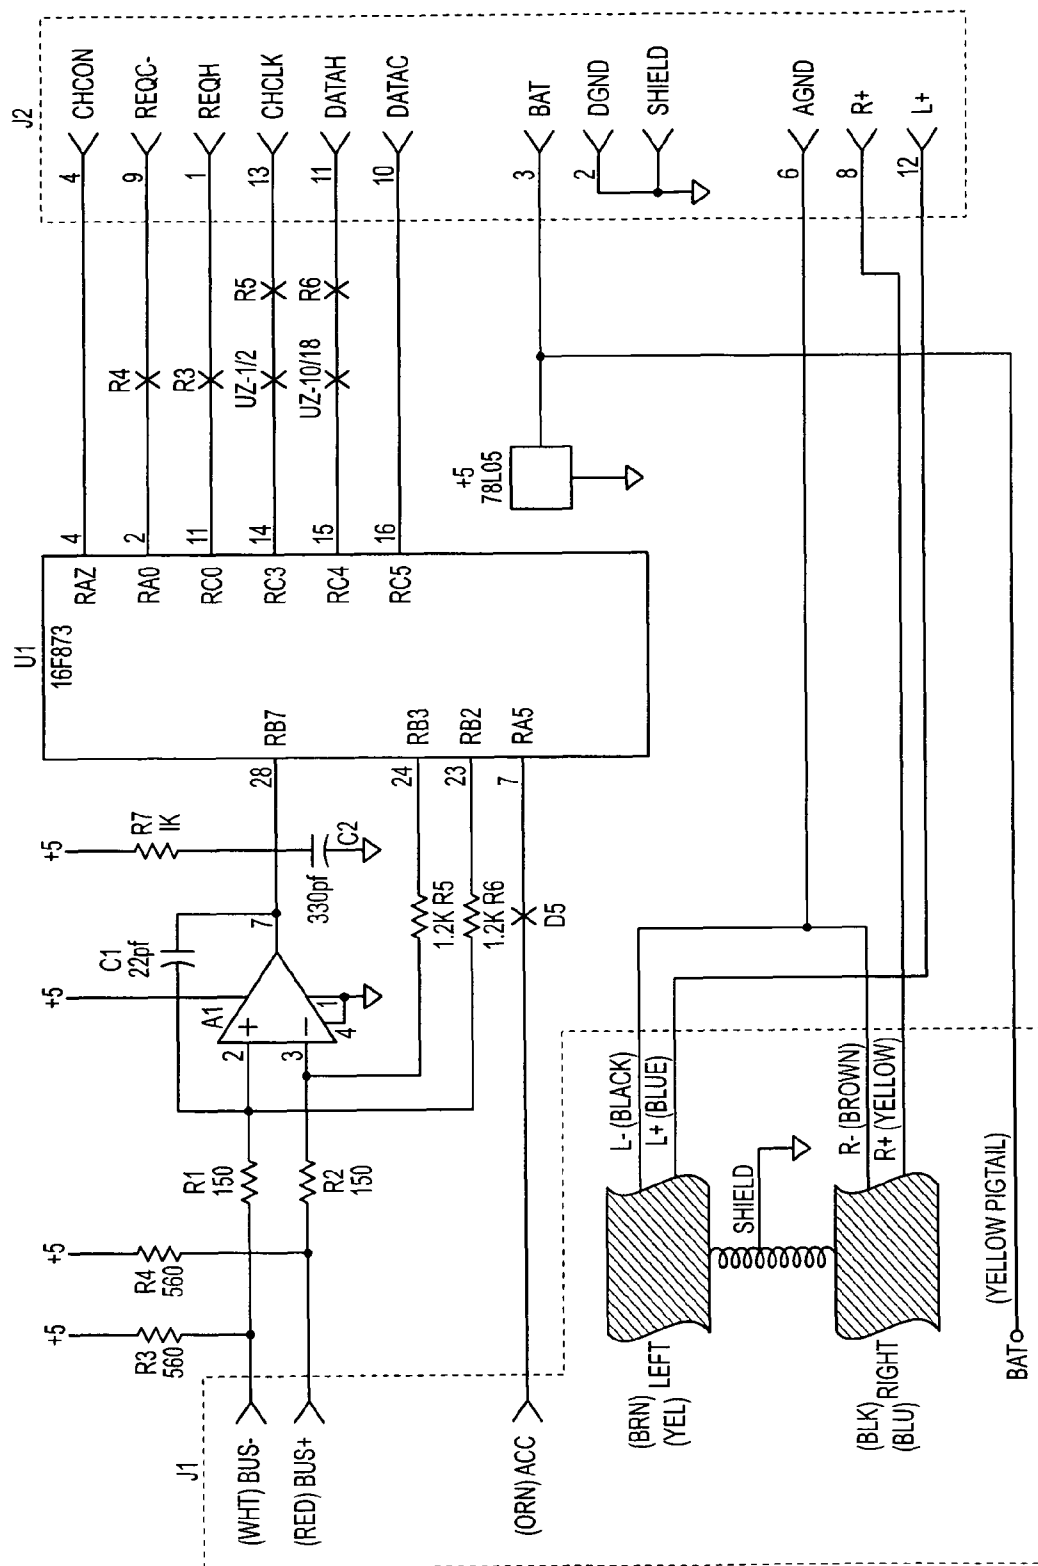 J1
(WHT) BUS-
(RED) BUS+
(ORN) ACC
+5
R3
560
+5
R4
560
R1
150
R2
150
+5
A1
2
+
3
−
1
4
7
C1
22pf
+5
R7
IK
330pf
C2
1.2K R5
1.2K R6
D5
U1
16F873
28
RB7
24
RB3
23
RB2
7
RA5
RAZ
4
RA0
2
RC0
11
RC3
14
RC4
15
RC5
16
R4
R3
UZ-1/2
R5
UZ-10/18
R6
J2
4
CHCON
9
REQC-
1
REQH
13
CHCLK
11
DATAH
10
DATAC
3
BAT
2
DGND
SHIELD
6
AGND
8
R+
12
L+
+5
78L05
L- (BLACK)
L+ (BLUE)
R- (BROWN)
R+ (YELLOW)
SHIELD
(BRN)
LEFT
(YEL)
(BLK)
RIGHT
(BLU)
BAT
(YELLOW PIGTAIL)